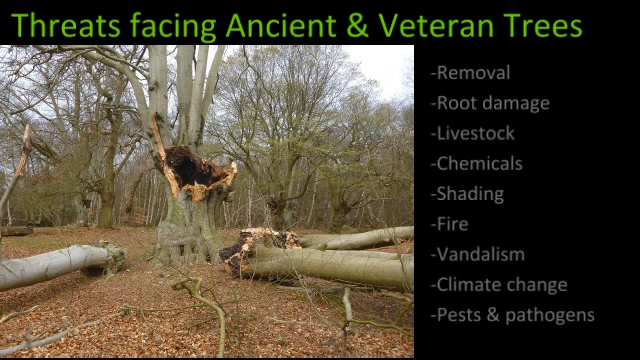 Threats facing Ancient & Veteran Trees
-Removal
-Root damage
-Livestock
-Chemicals
-Shading
-Fire
-Vandalism
-Climate change
-Pests & pathogens